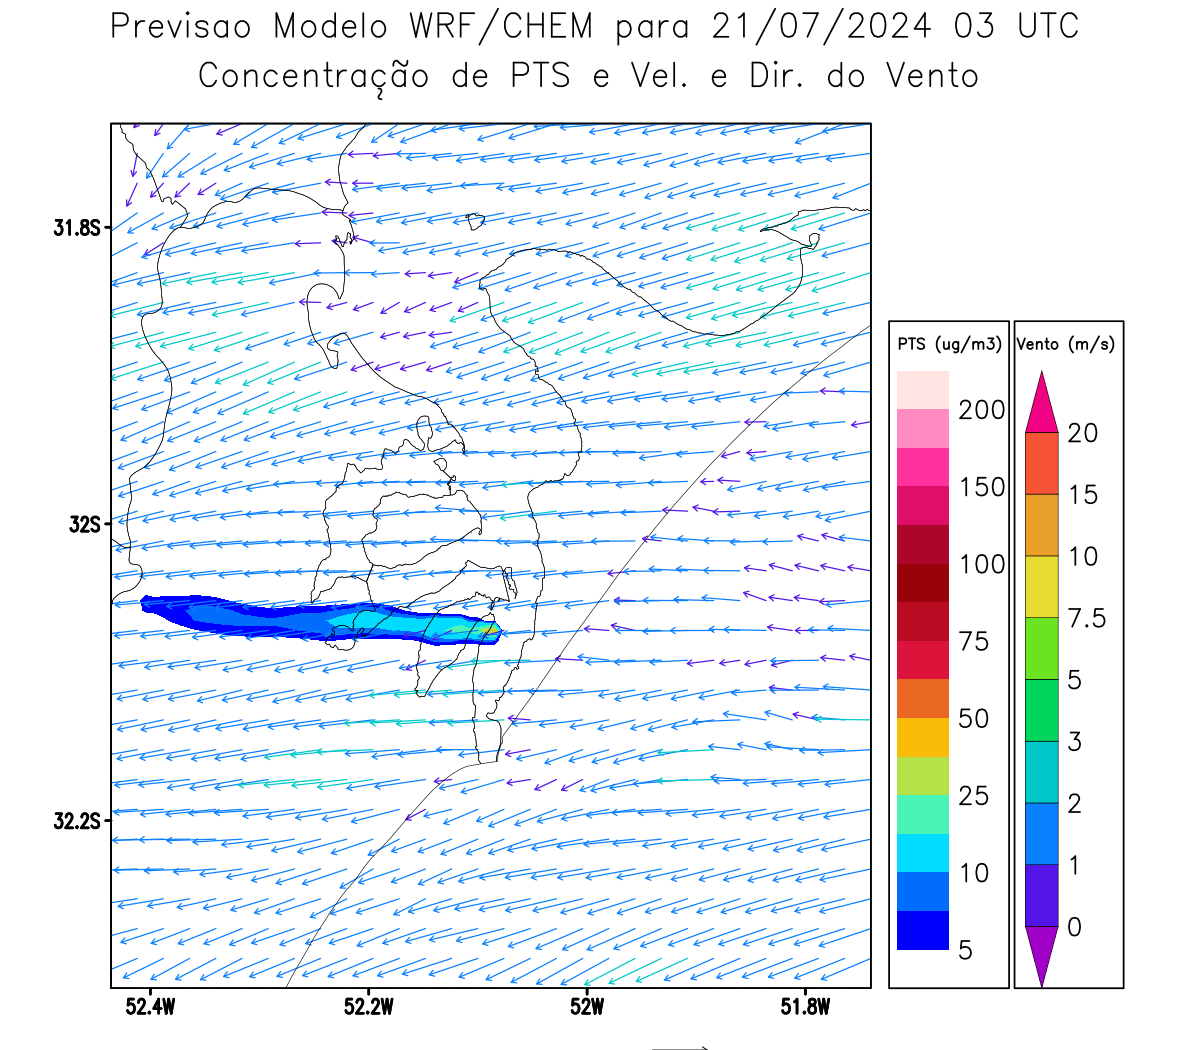 Previsao Modelo WRF/CHEM para 21/07/2024 03 UTC
Concentração de PTS e Vel. e Dir. do Vento
31.8S
32S
32.2S
52.4W 52.2W 52W 51.8W
PTS (ug/m3)
200
150
100
75
50
25
10
5
Vento (m/s)
20
15
10
7.5
5
3
2
1
0